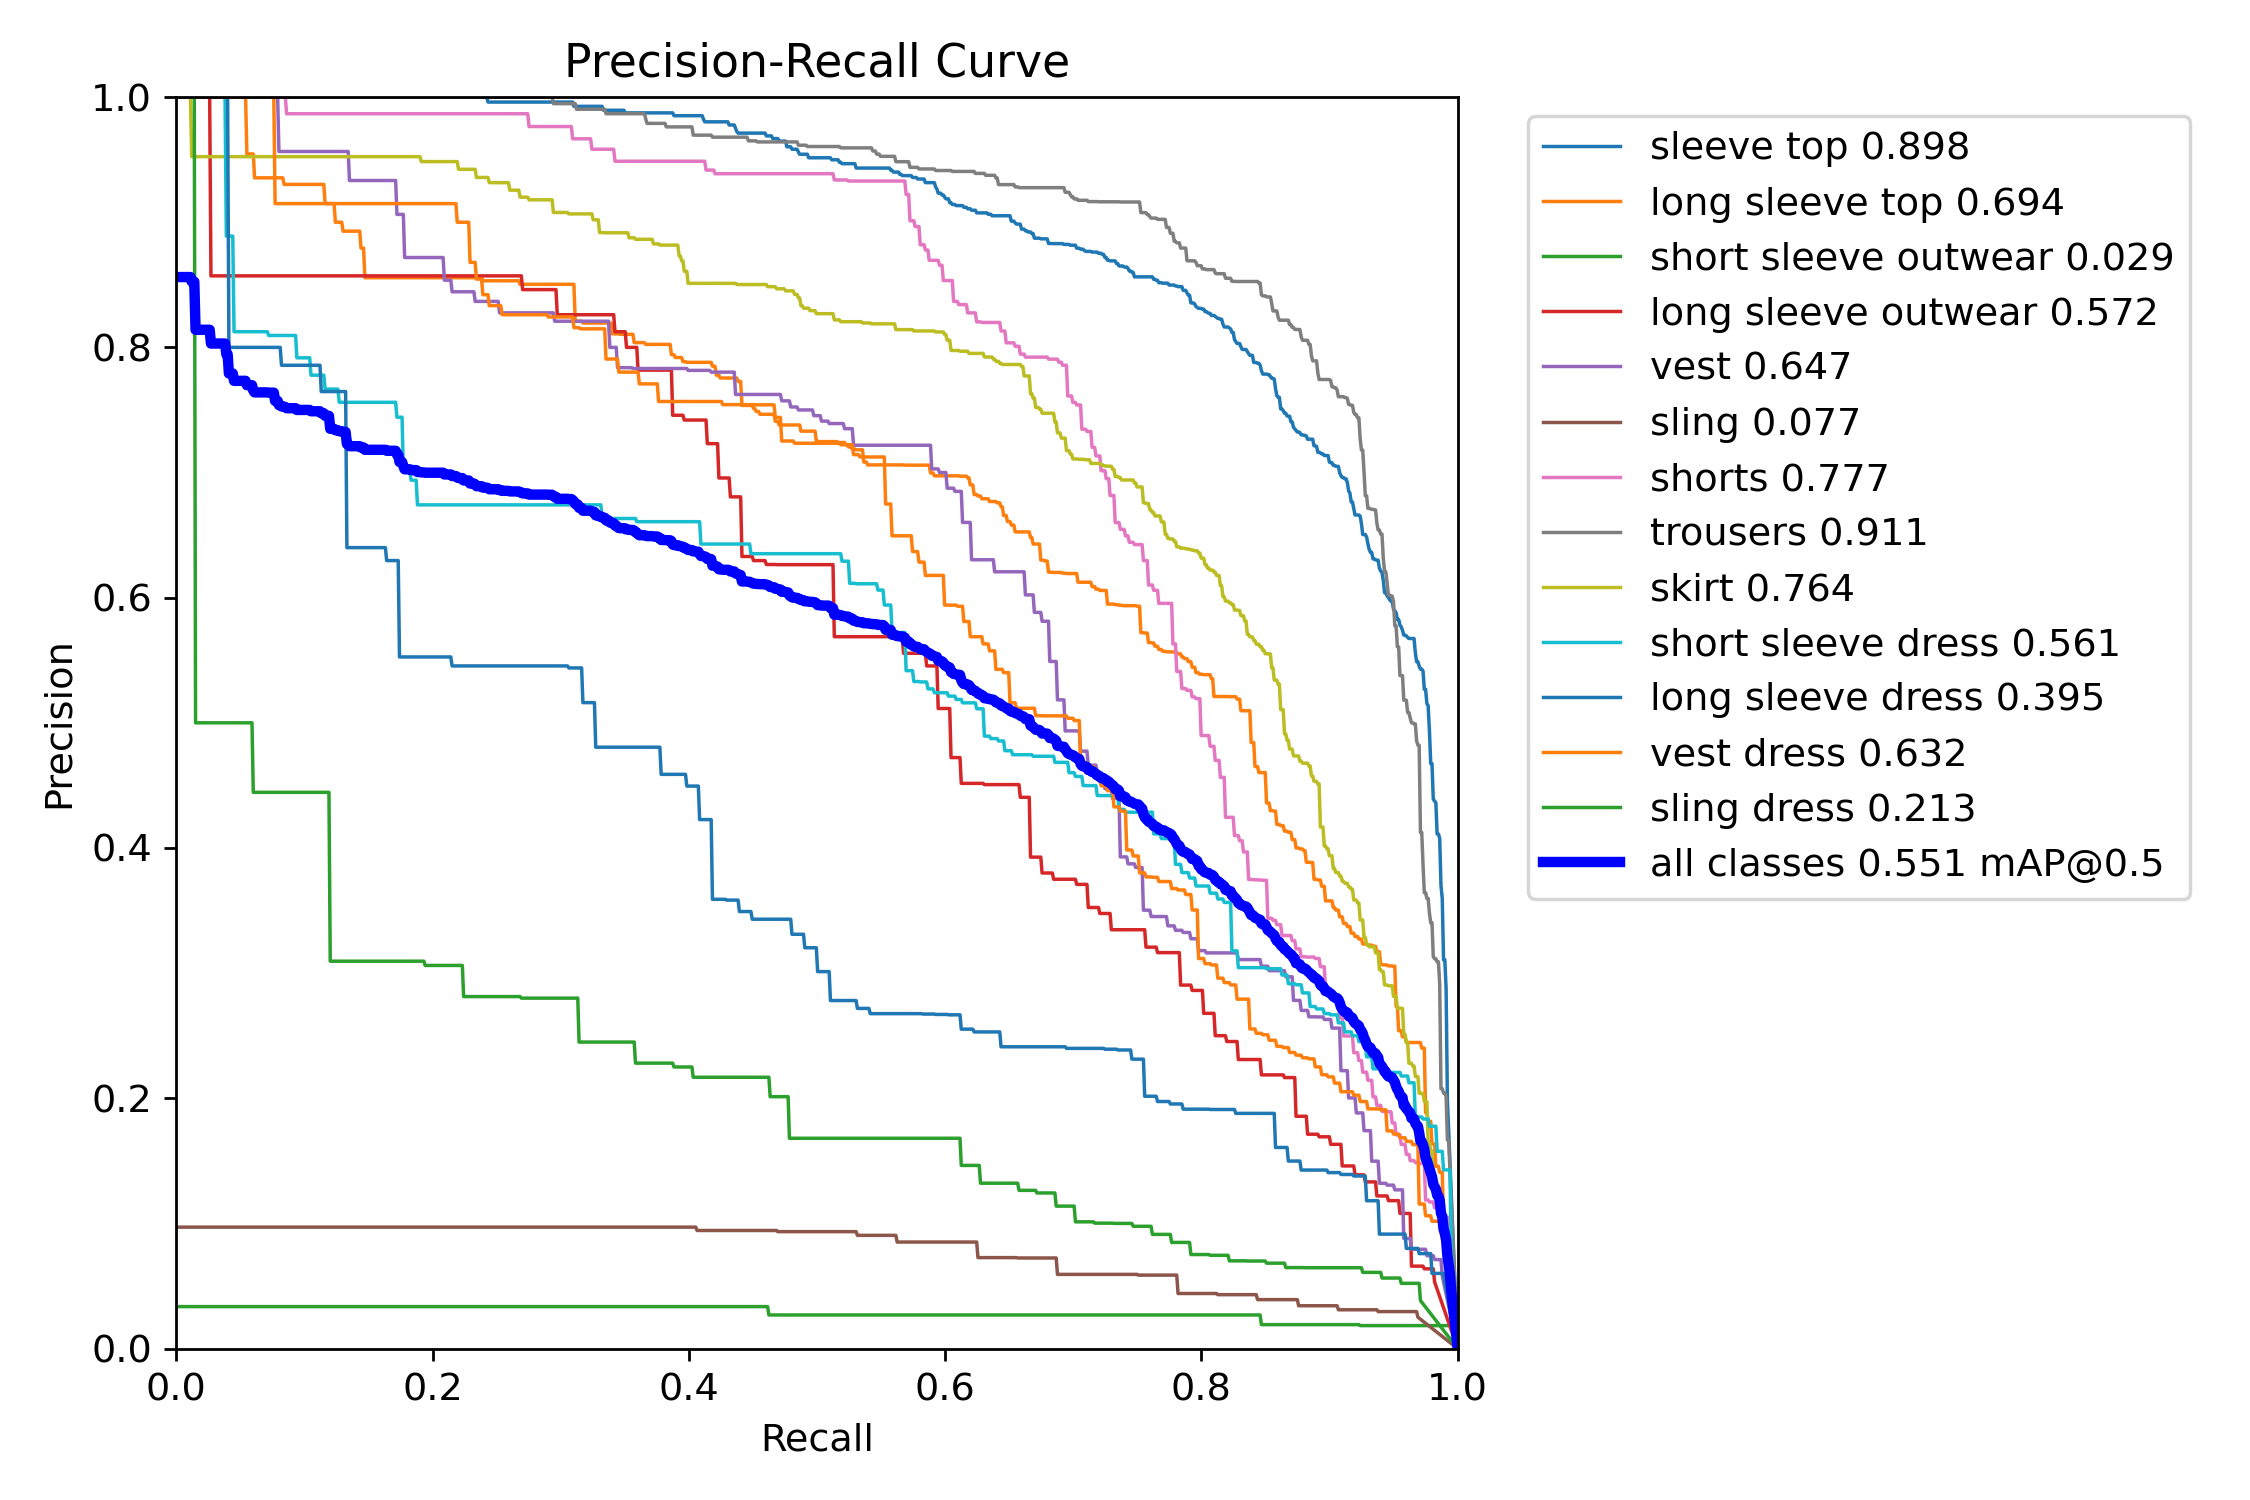 Precision-Recall Curve
1.0
0.8
0.6
0.4
0.2
0.0
Precision
0.0 0.2 0.4 0.6 0.8 1.0
Recall
sleeve top 0.898
long sleeve top 0.694
short sleeve outwear 0.029
long sleeve outwear 0.572
vest 0.647
sling 0.077
shorts 0.777
trousers 0.911
skirt 0.764
short sleeve dress 0.561
long sleeve dress 0.395
vest dress 0.632
sling dress 0.213
all classes 0.551 mAP@0.5